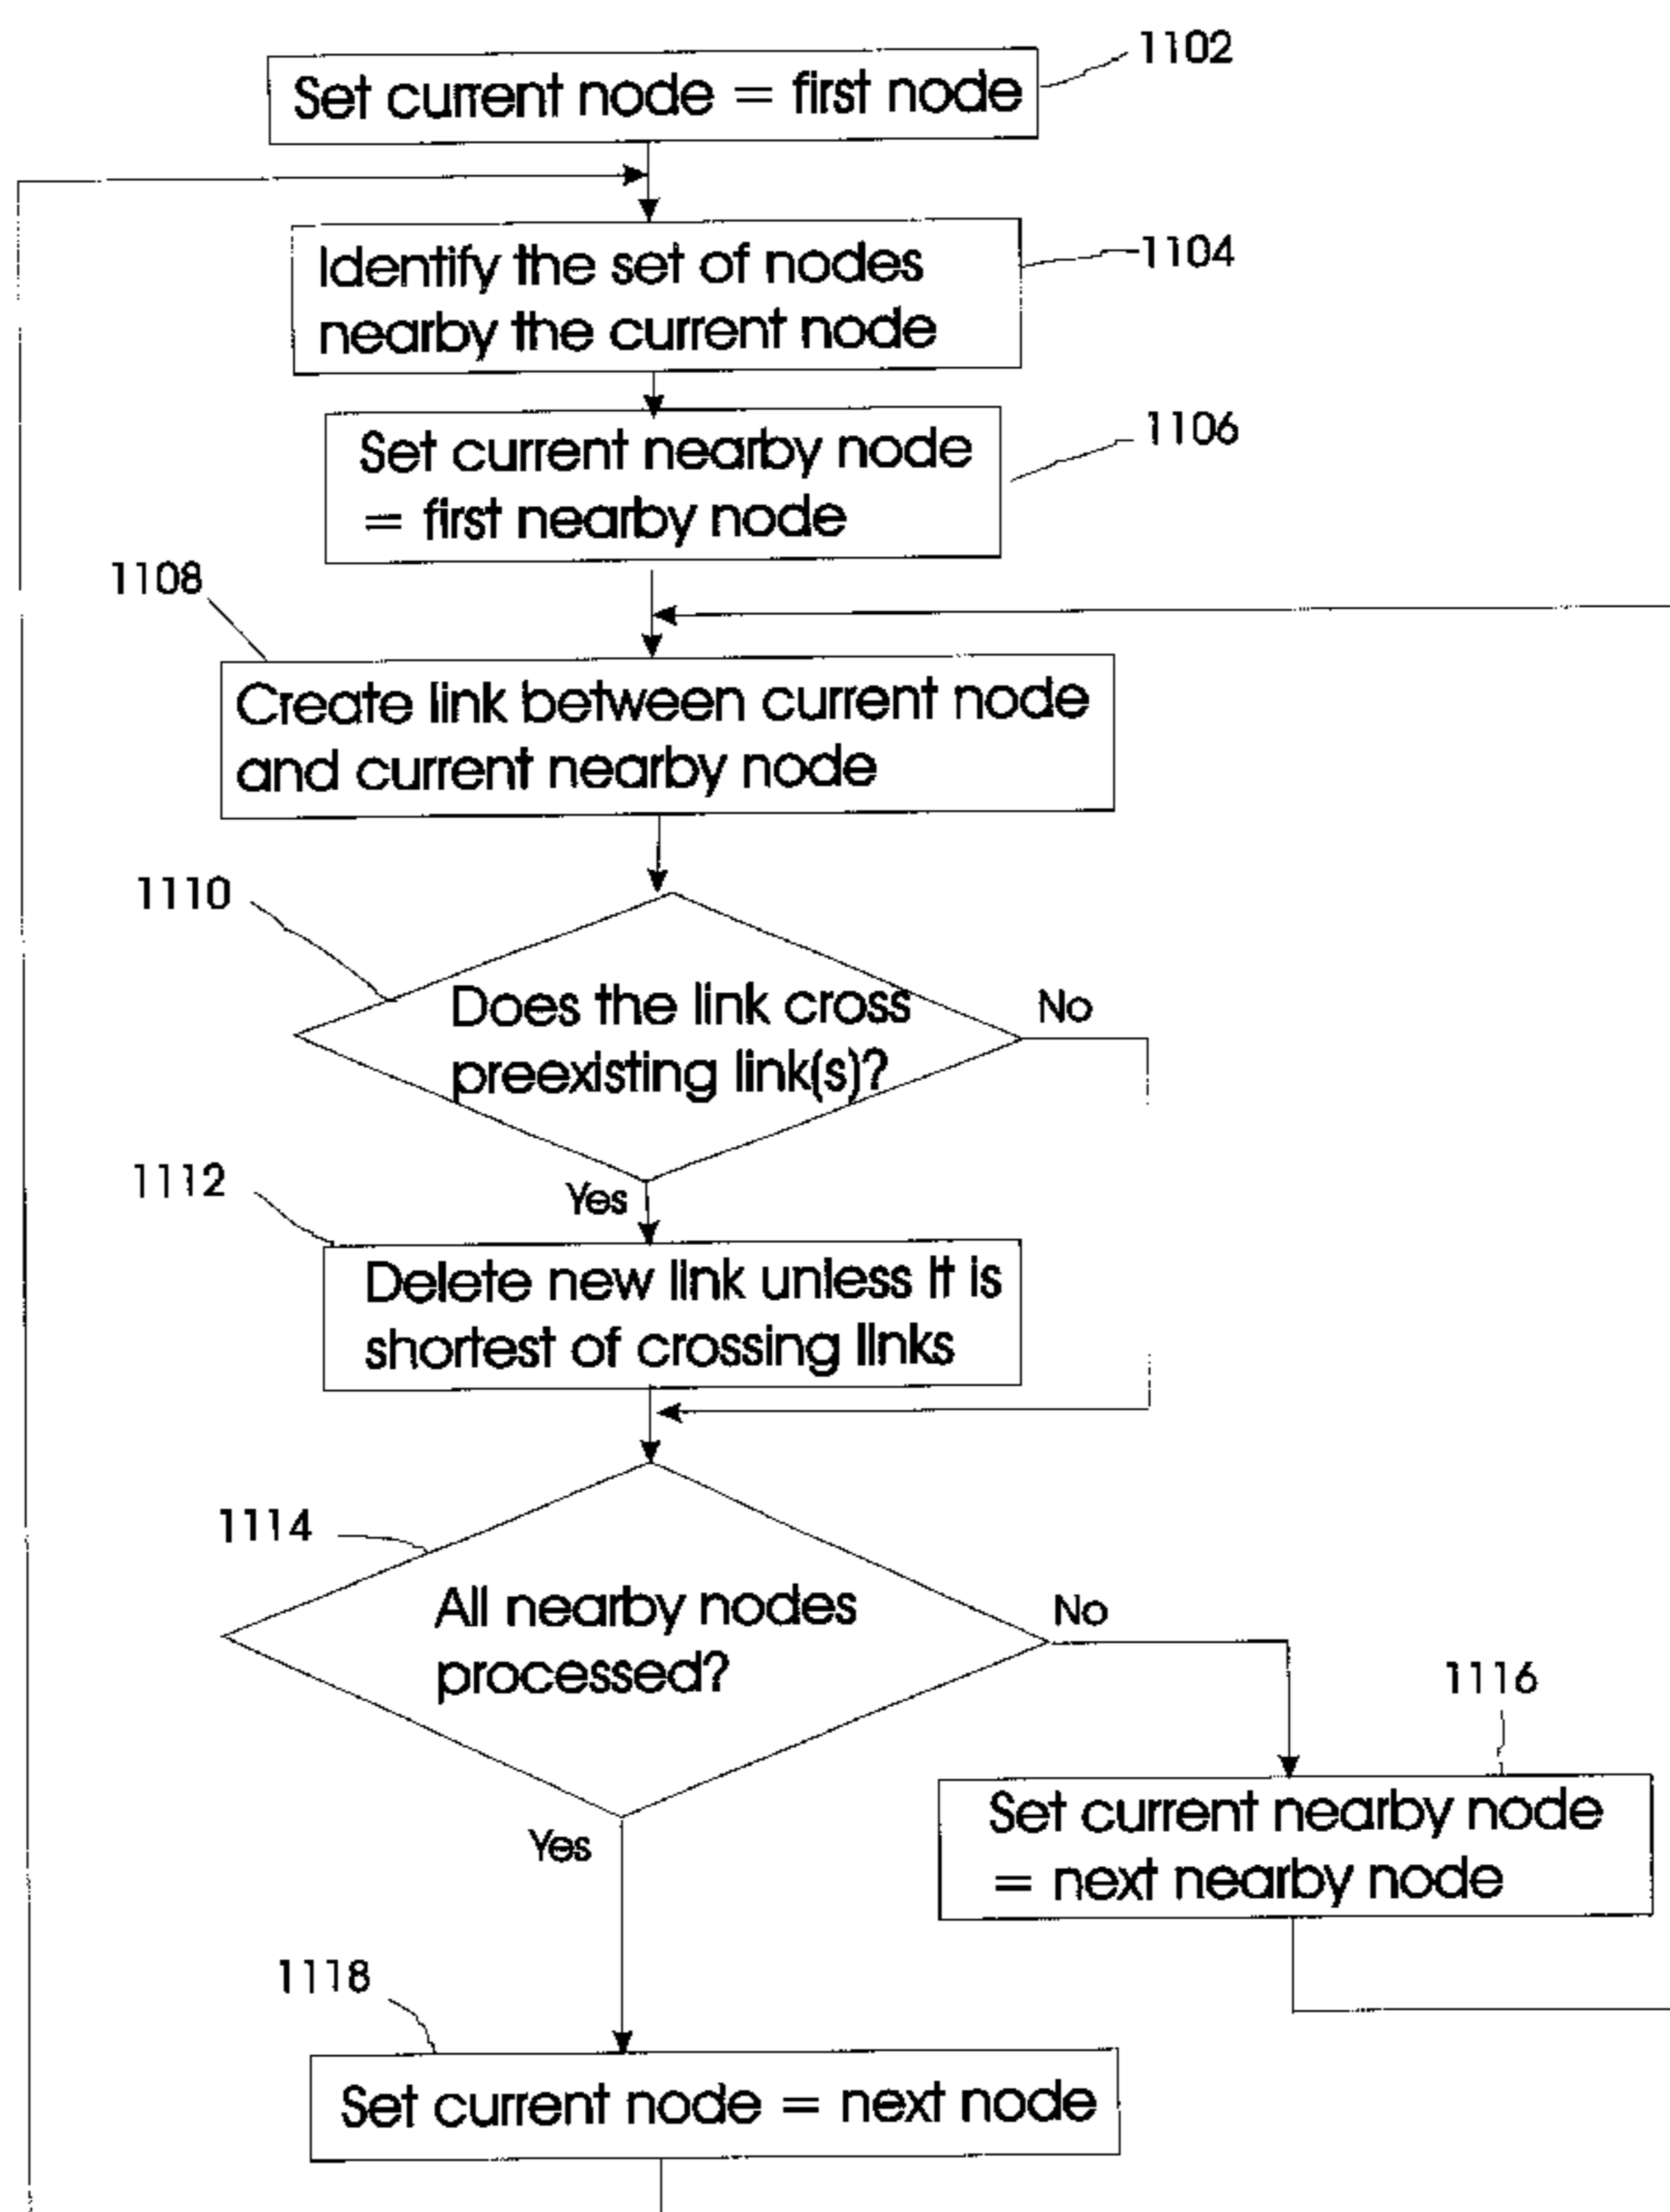 1102
Set current node = first node
1104
Identify the set of nodes
nearby the current node
1106
Set current nearby node
= first nearby node
1108
Create link between current node
and current nearby node
1110
Does the link cross
preexisting link(s)?
No
1112
Yes
Delete new link unless it is
shortest of crossing links
1114
All nearby nodes
processed?
No
1116
Set current nearby node
= next nearby node
Yes
1118
Set current node = next node